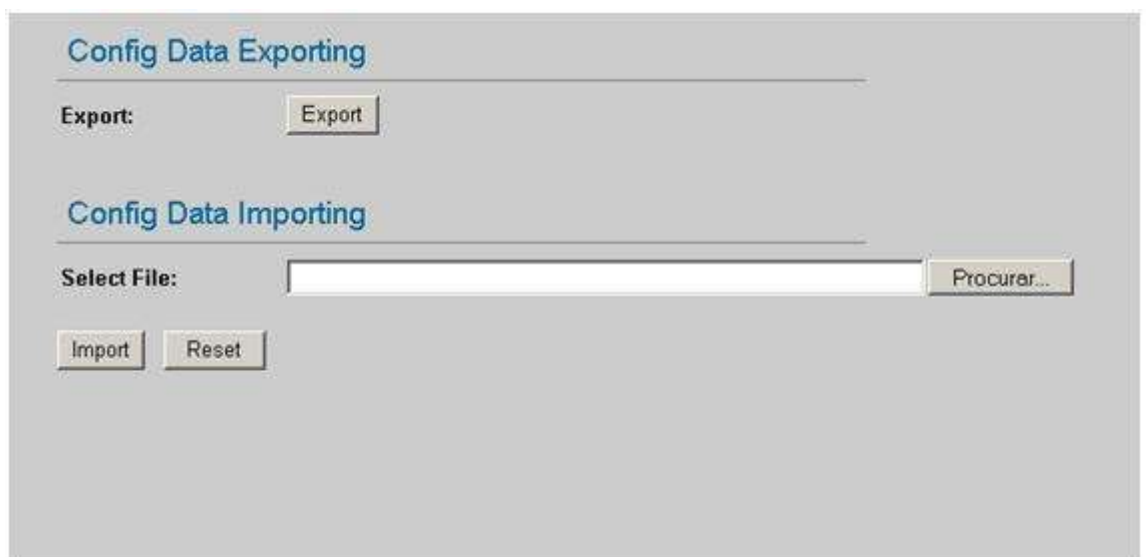 Config Data Exporting
Export: Export
Config Data Importing
Select File: Procurar...
Import Reset